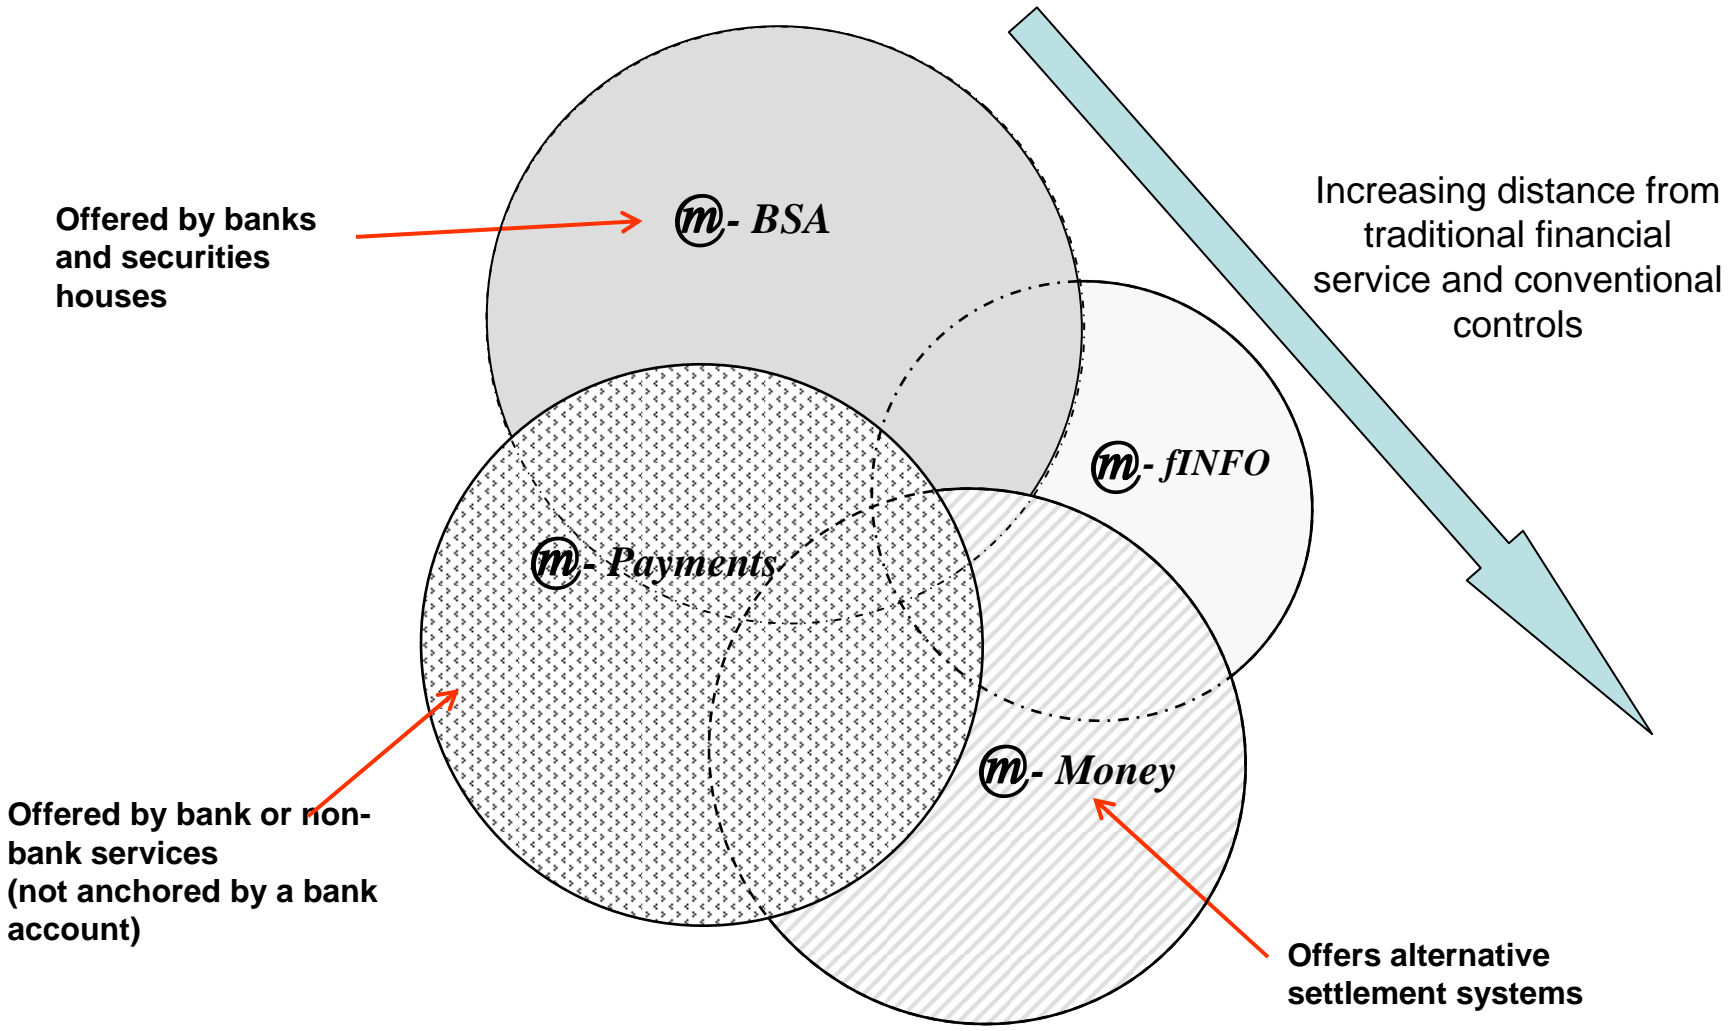 Increasing distance from
traditional financial
service and conventional
controls
Offered by banks
and securities
houses
m - BSA
m - fINFO
m - Payments
m - Money
Offered by bank or non-
bank services
(not anchored by a bank
account)
Offers alternative
settlement systems